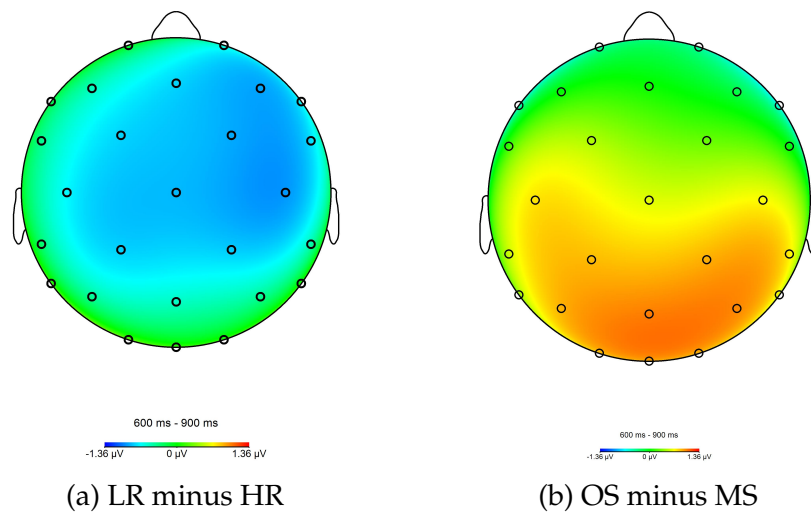 600 ms - 900 ms
-1.36 µV 0 µV 1.36 µV
(a) LR minus HR
600 ms - 900 ms
-1.36 µV 0 µV 1.36 µV
(b) OS minus MS